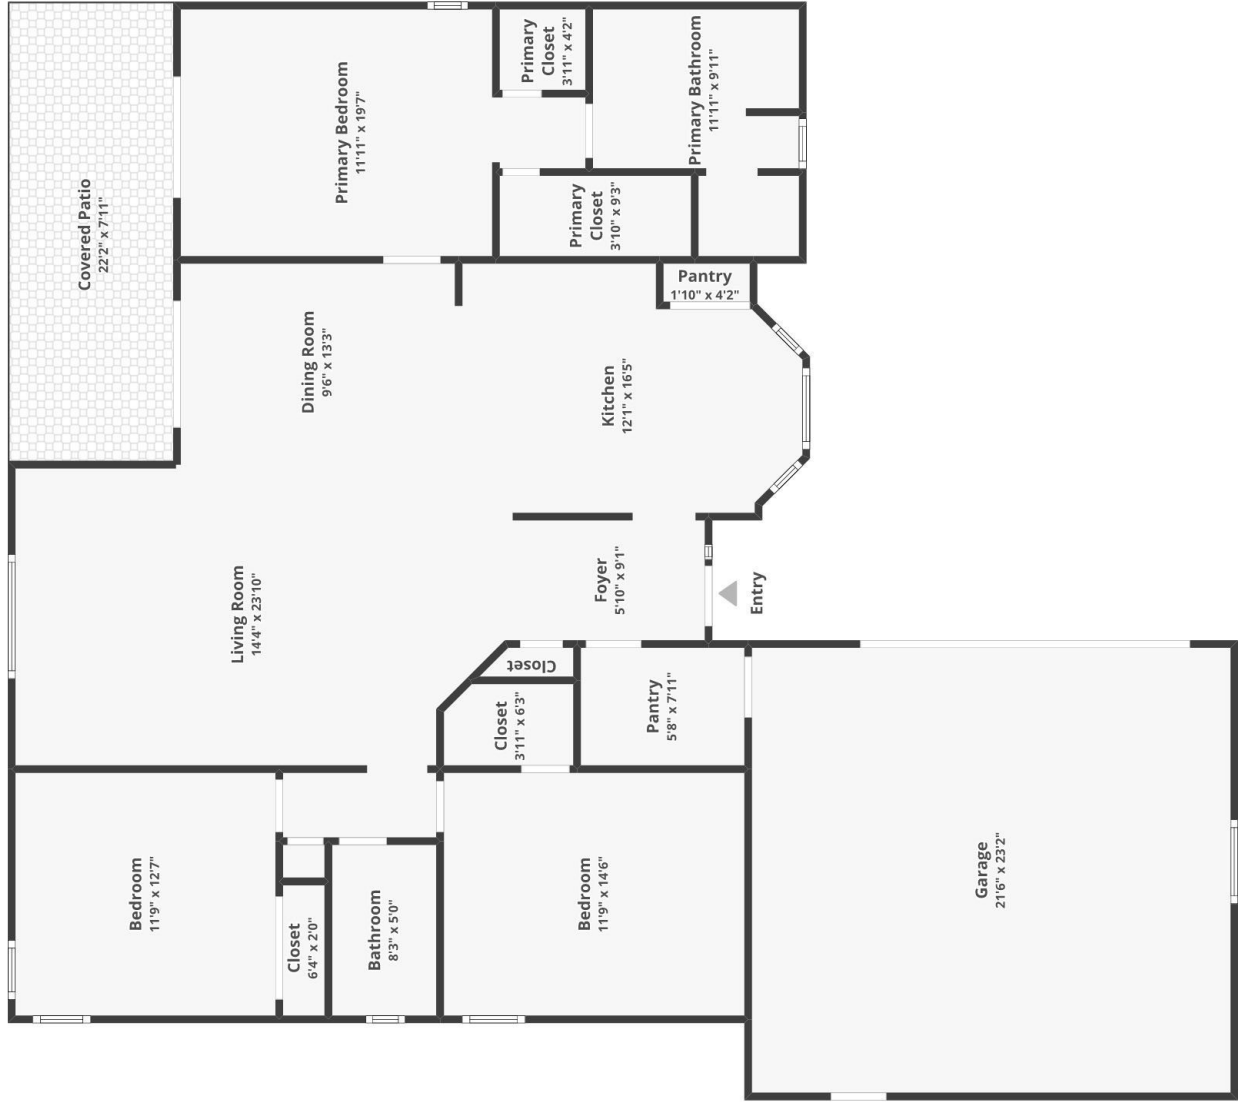 Primary
Closet
3'11" x 4'2"
Primary Bathroom
11'11" x 9'11"
Primary Bedroom
11'11" x 19'7"
Covered Patio
22'2" x 7'11"
Primary
Closet
3'10" x 9'3"
Pantry
1'10" x 4'2"
Dining Room
9'6" x 13'3"
Kitchen
12'1" x 16'5"
Living Room
14'4" x 23'10"
Foyer
5'10" x 9'1"
Entry
Closet
Closet
3'11" x 6'3"
Pantry
5'8" x 7'11"
Bedroom
11'9" x 12'7"
Closet
6'4" x 2'0"
Bathroom
8'3" x 5'0"
Bedroom
11'9" x 14'6"
Garage
21'6" x 23'2"